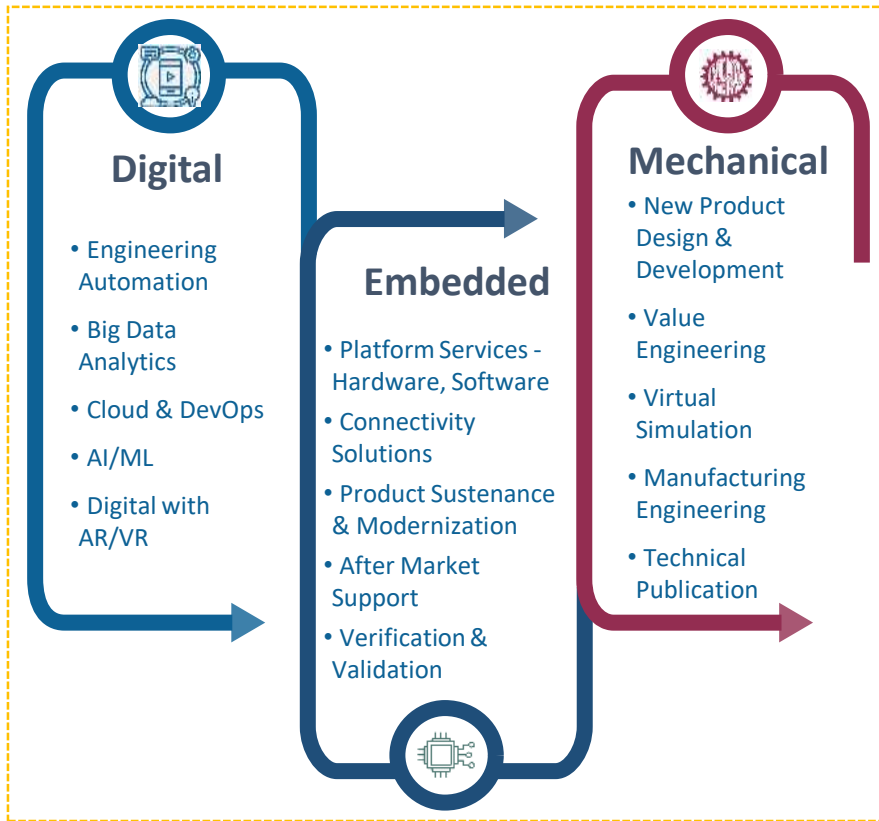 Digital
• Engineering
Automation
• Big Data
Analytics
• Cloud & DevOps
• AI/ML
• Digital with
AR/VR
Embedded
• Platform Services -
Hardware, Software
• Connectivity
Solutions
• Product Sustenance
& Modernization
• After Market
Support
• Verification &
Validation
Mechanical
• New Product
Design &
Development
• Value
Engineering
• Virtual
Simulation
• Manufacturing
Engineering
• Technical
Publication